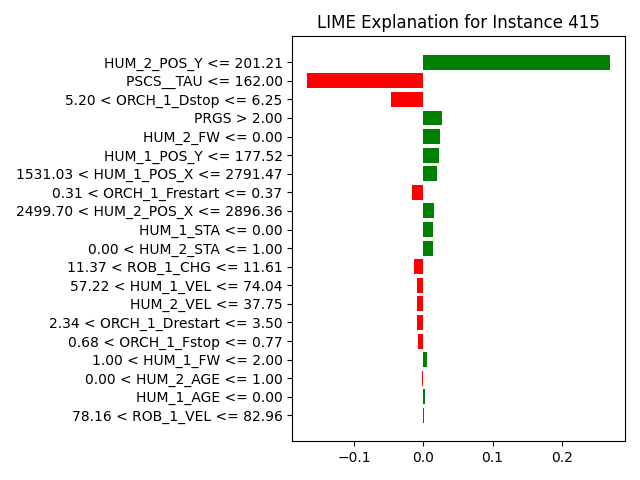 LIME Explanation for Instance 415
HUM_2_POS_Y <= 201.21
PSCS__TAU <= 162.00
5.20 < ORCH_1_Dstop <= 6.25
PRGS > 2.00
HUM_2_FW <= 0.00
HUM_1_POS_Y <= 177.52
1531.03 < HUM_1_POS_X <= 2791.47
0.31 < ORCH_1_Frestart <= 0.37
2499.70 < HUM_2_POS_X <= 2896.36
HUM_1_STA <= 0.00
0.00 < HUM_2_STA <= 1.00
11.37 < ROB_1_CHG <= 11.61
57.22 < HUM_1_VEL <= 74.04
HUM_2_VEL <= 37.75
2.34 < ORCH_1_Drestart <= 3.50
0.68 < ORCH_1_Fstop <= 0.77
1.00 < HUM_1_FW <= 2.00
0.00 < HUM_2_AGE <= 1.00
HUM_1_AGE <= 0.00
78.16 < ROB_1_VEL <= 82.96
−0.1 0.0 0.1 0.2